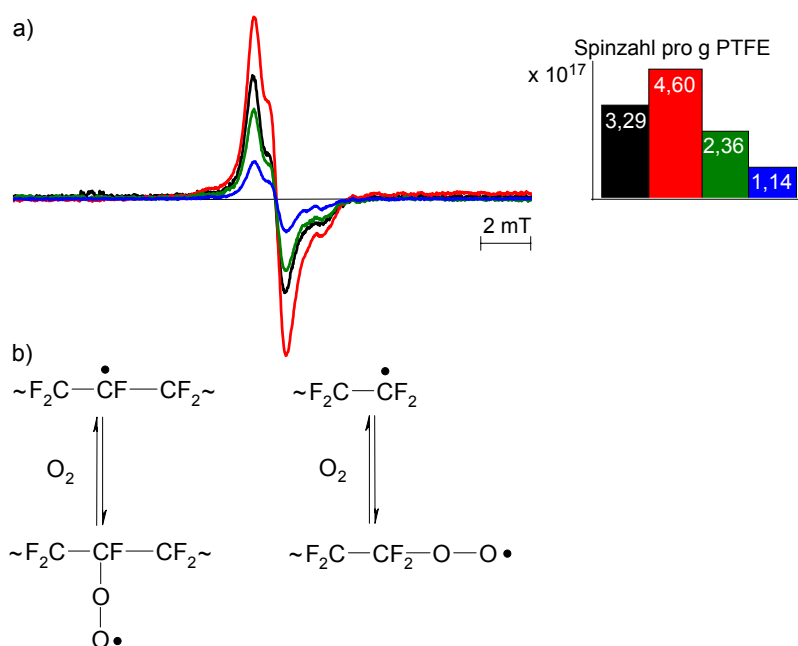 a)
Spinzahl pro g PTFE
x 10¹⁷
3,29
4,60
2,36
1,14
2 mT
b)
~F₂C—ĊF—CF₂~
~F₂C—ĊF₂
O₂
O₂
~F₂C—CF—CF₂~
~F₂C—CF₂—O—O•
O
O•